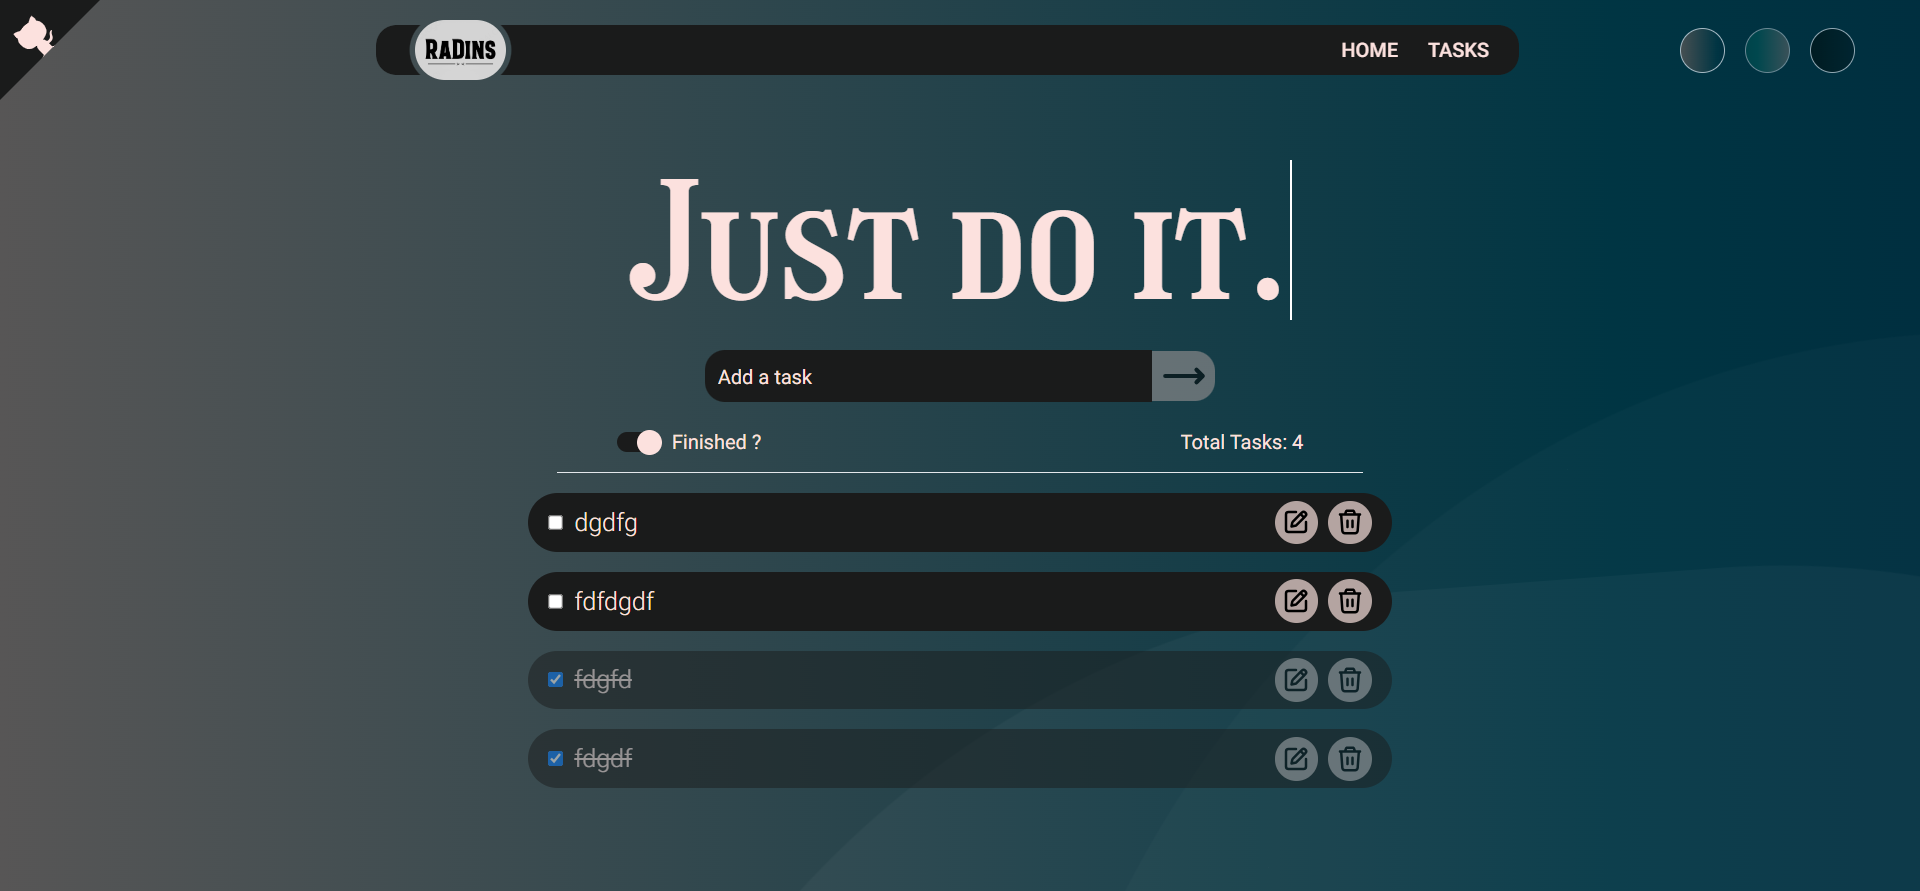 RADINS
HOME TASKS
Just do it.
Add a task
Finished ? Total Tasks: 4
dgdfg
fdfdgdf
fdgfd
fdgdf